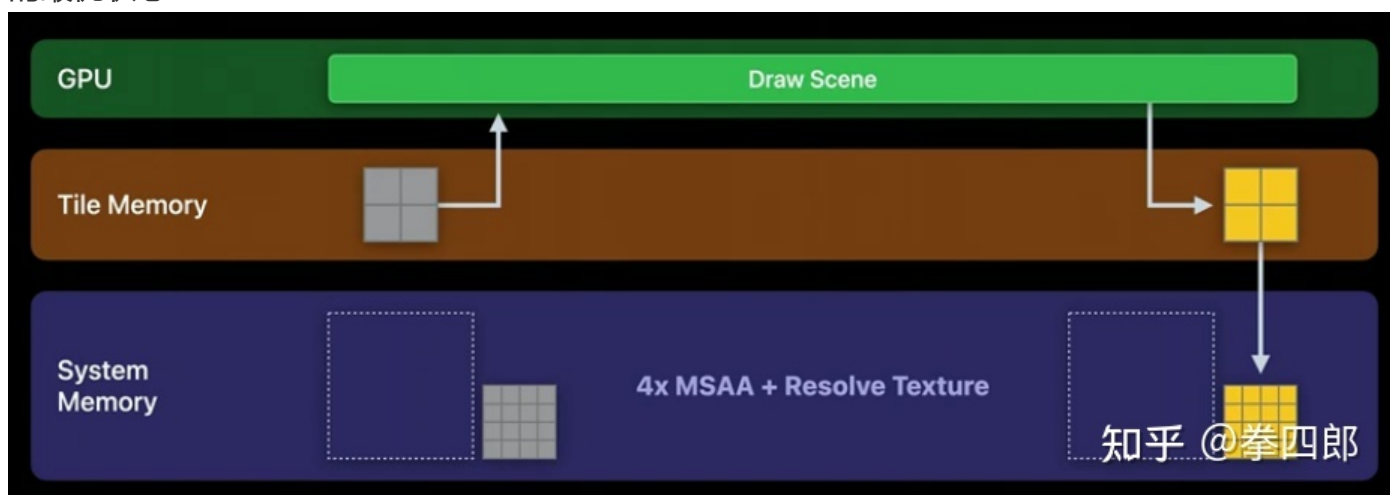 GPU
Draw Scene
Tile Memory
System
Memory
4x MSAA + Resolve Texture
知乎 @拳四郎